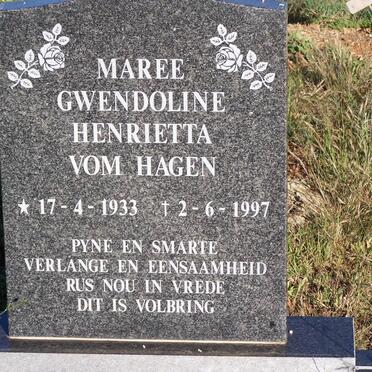 MAREE
GWENDOLINE
HENRIETTA
VOM HAGEN
★ 17 - 4 - 1933 † 2 - 6 - 1997
PYNE EN SMARTE
VERLANGE EN EENSAAMHEID
RUS NOU IN VREDE
DIT IS VOLBRING